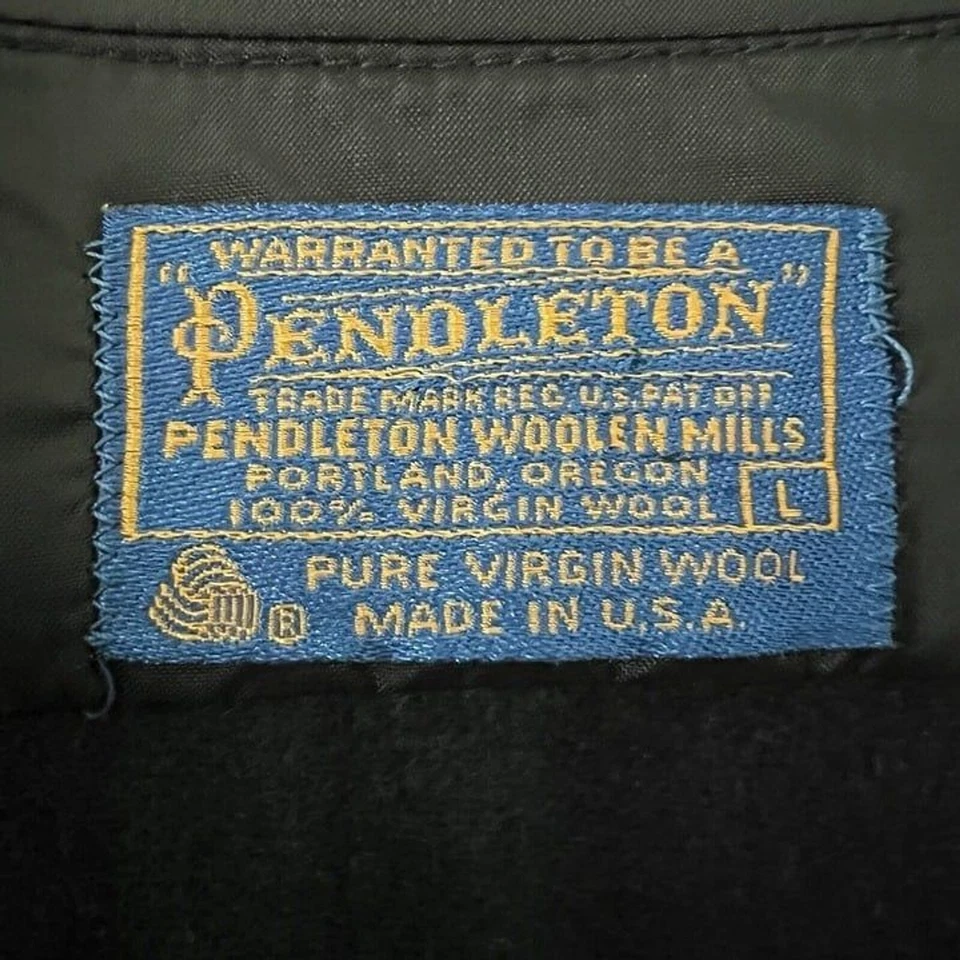 WARRANTED TO BE A
"PENDLETON"
TRADE MARK REG. U.S. PAT OFF
PENDLETON WOOLEN MILLS
PORTLAND, OREGON
100% VIRGIN WOOL
L
PURE VIRGIN WOOL
® MADE IN U.S.A.